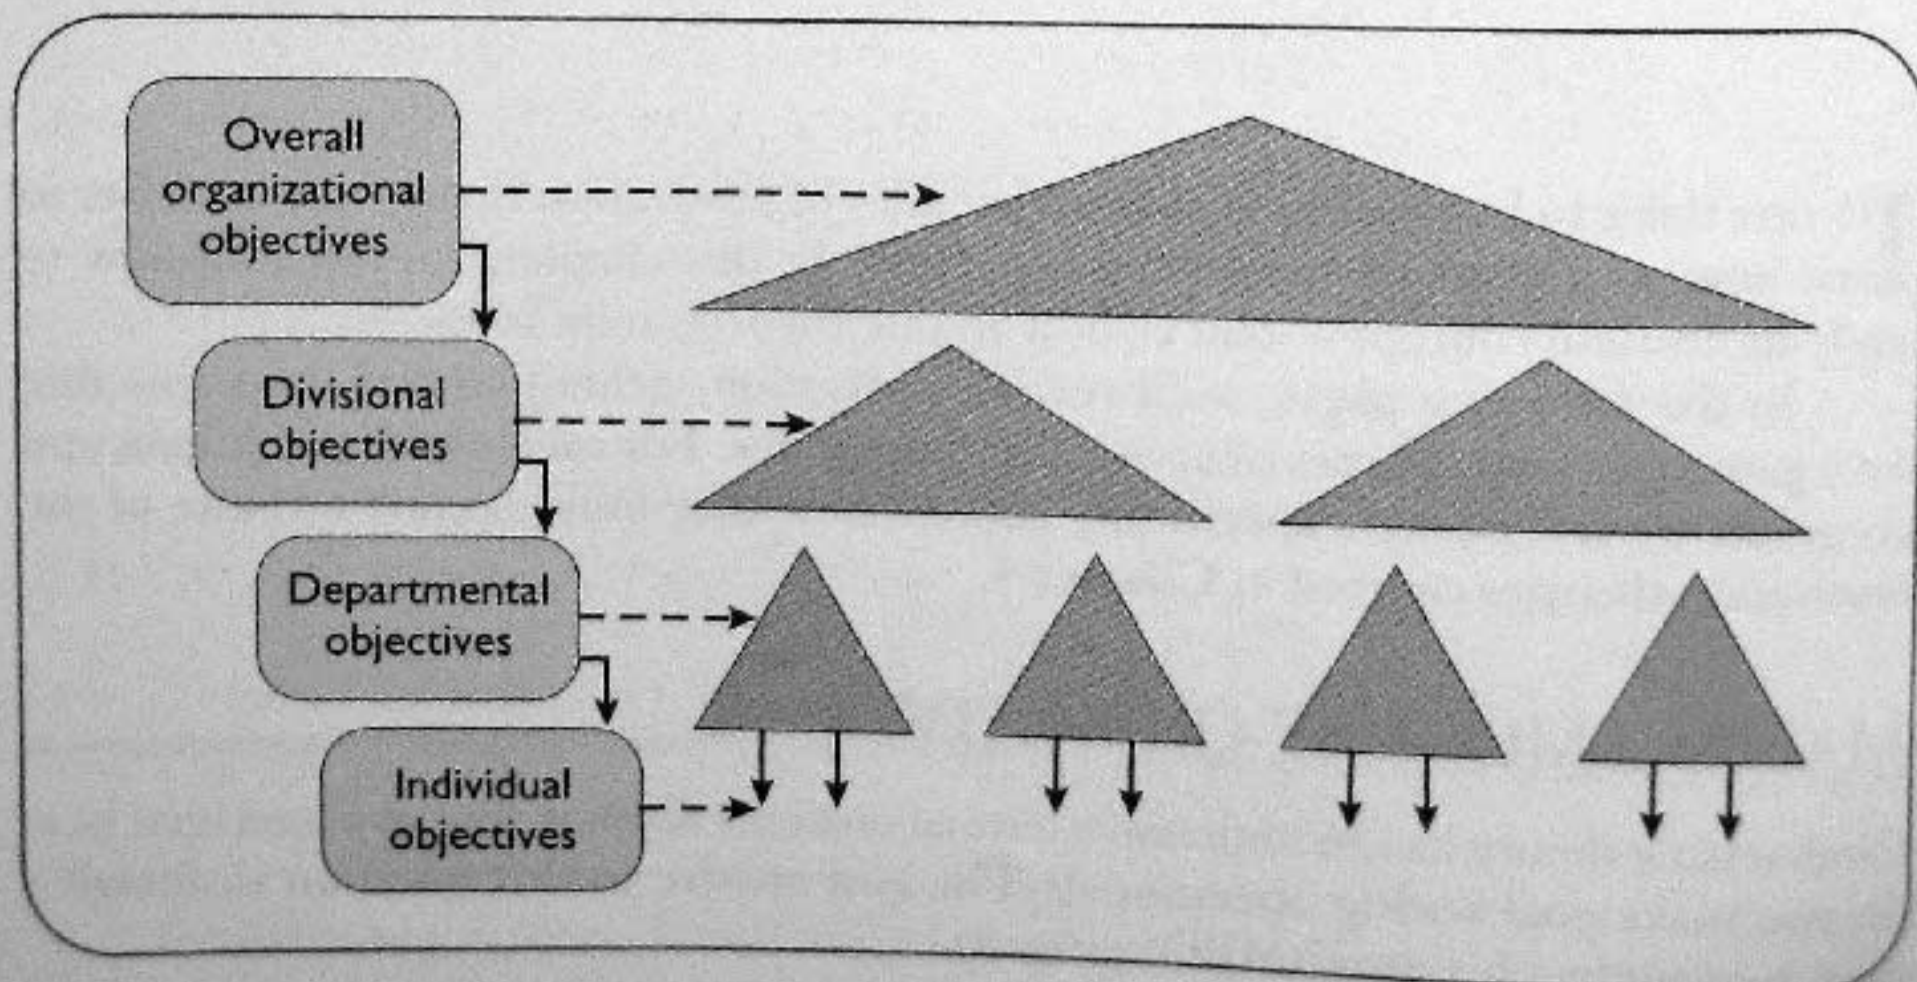 Overall
organizational
objectives
Divisional
objectives
Departmental
objectives
Individual
objectives